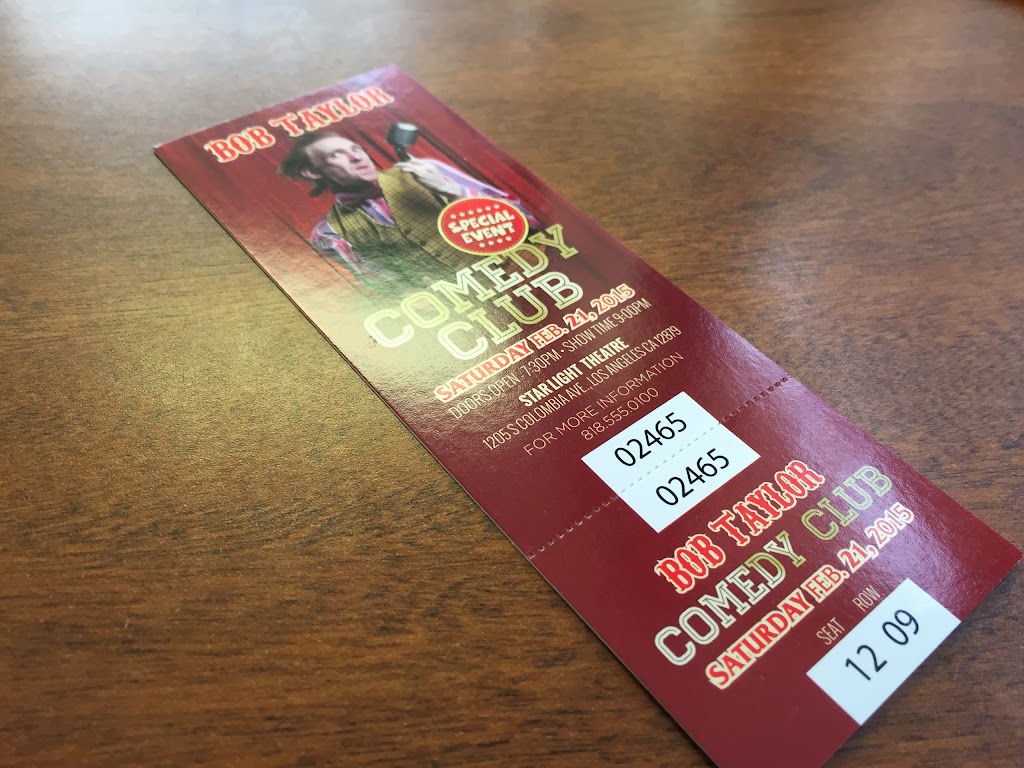 BOB TAYLOR
SPECIAL
EVENT
COMEDY
CLUB
SATURDAY FEB. 21, 2015
DOORS OPEN 7:30PM - SHOW TIME 9:00PM
STAR LIGHT THEATRE
1205 S COLOMBIA AVE., LOS ANGELES CA 12879
FOR MORE INFORMATION
818.555.0100
02465
02465
BOB TAYLOR
COMEDY CLUB
SATURDAY FEB. 21, 2015
SEAT ROW
12 09